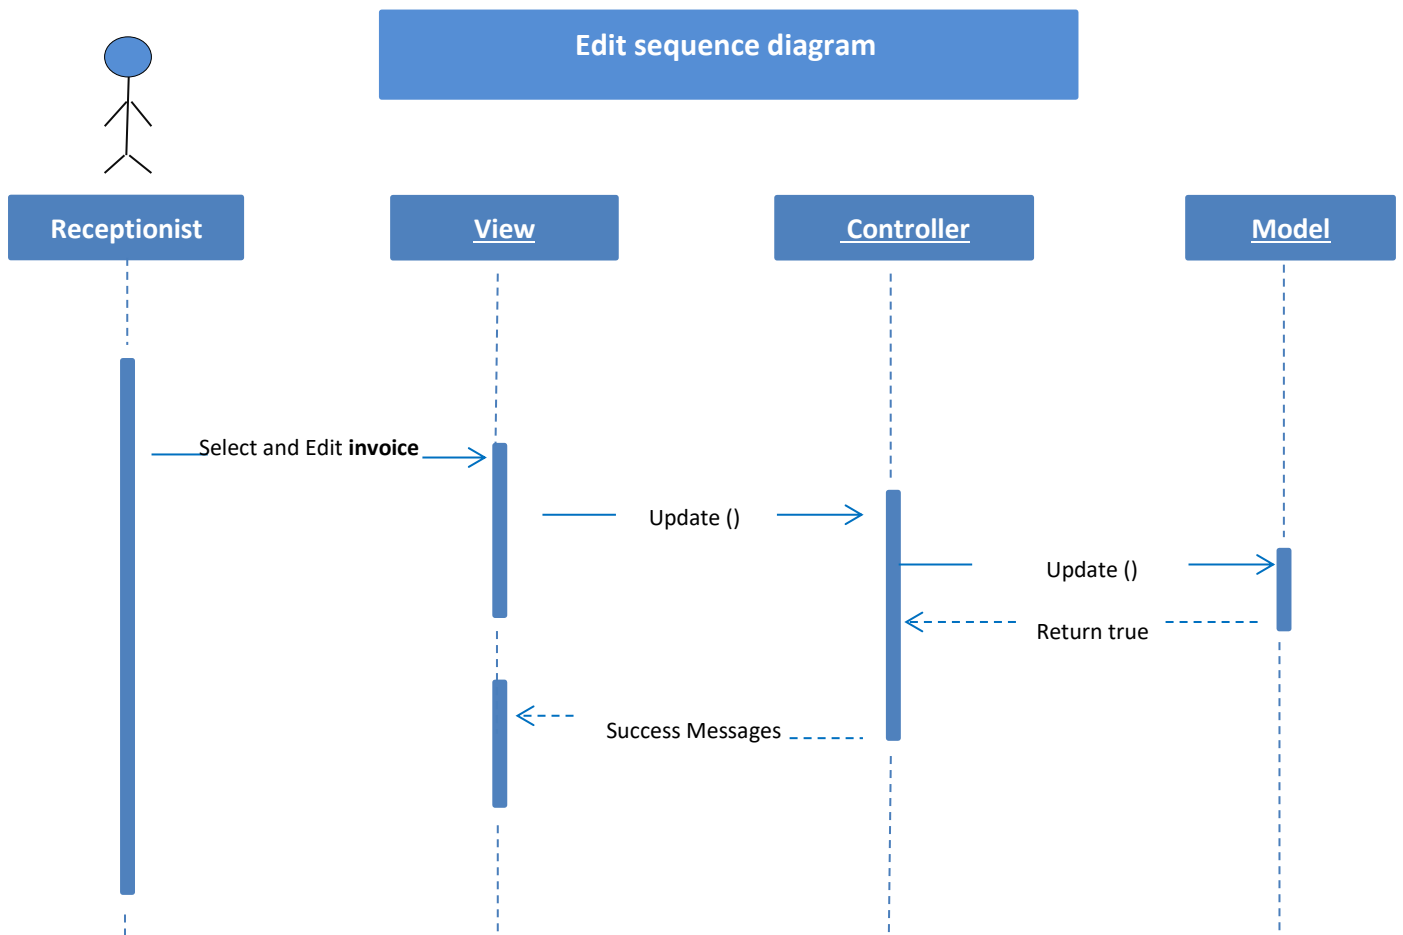 Edit sequence diagram
Receptionist
View
Controller
Model
Select and Edit invoice
Update ()
Update ()
Return true
Success Messages